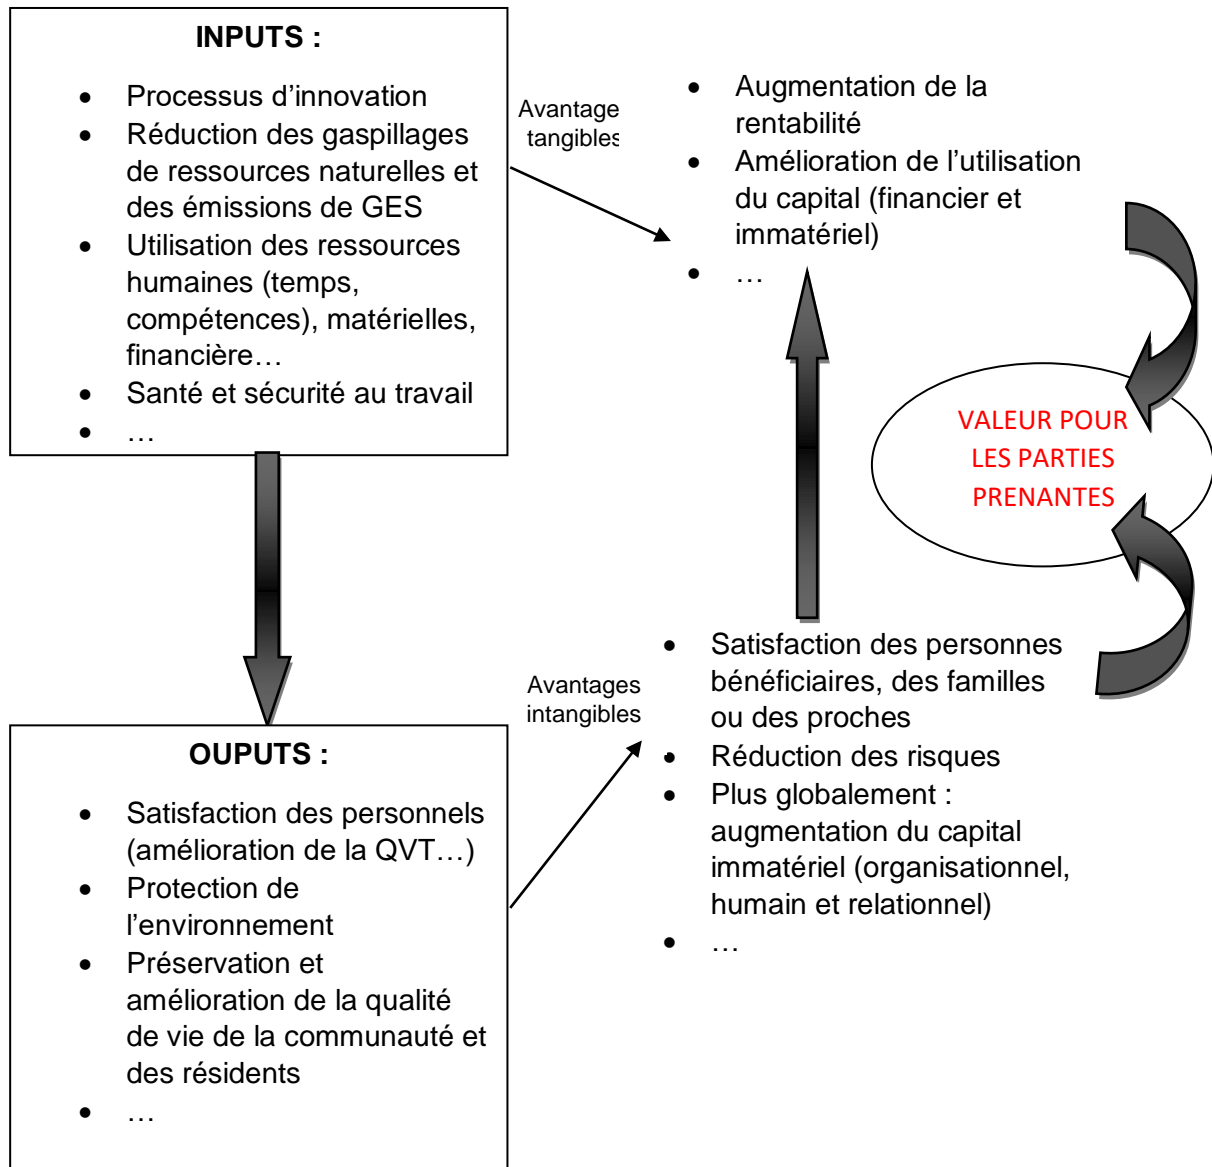 INPUTS :
• Processus d’innovation
• Réduction des gaspillages
de ressources naturelles et
des émissions de GES
• Utilisation des ressources
humaines (temps,
compétences), matérielles,
financière…
• Santé et sécurité au travail
• …
Avantage
tangibles
• Augmentation de la
rentabilité
• Amélioration de l’utilisation
du capital (financier et
immatériel)
• …
VALEUR POUR
LES PARTIES
PRENANTES
OUPUTS :
• Satisfaction des personnels
(amélioration de la QVT…)
• Protection de
l’environnement
• Préservation et
amélioration de la qualité
de vie de la communauté et
des résidents
• …
Avantages
intangibles
• Satisfaction des personnes
bénéficiaires, des familles
ou des proches
• Réduction des risques
• Plus globalement :
augmentation du capital
immatériel (organisationnel,
humain et relationnel)
• …